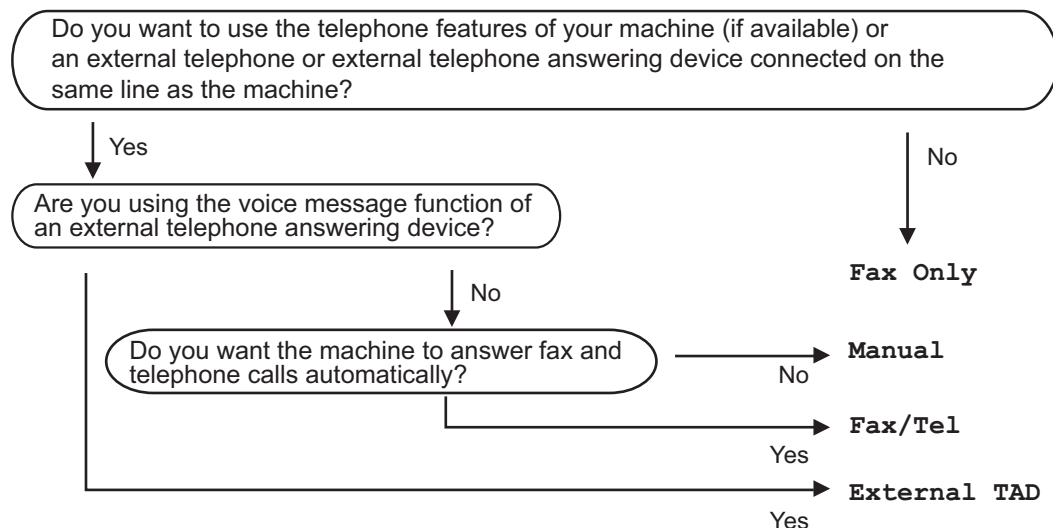 Do you want to use the telephone features of your machine (if available) or
an external telephone or external telephone answering device connected on the
same line as the machine?
Yes
No
Are you using the voice message function of
an external telephone answering device?
Fax Only
No
Do you want the machine to answer fax and
telephone calls automatically?
Manual
No
Fax/Tel
Yes
External TAD
Yes